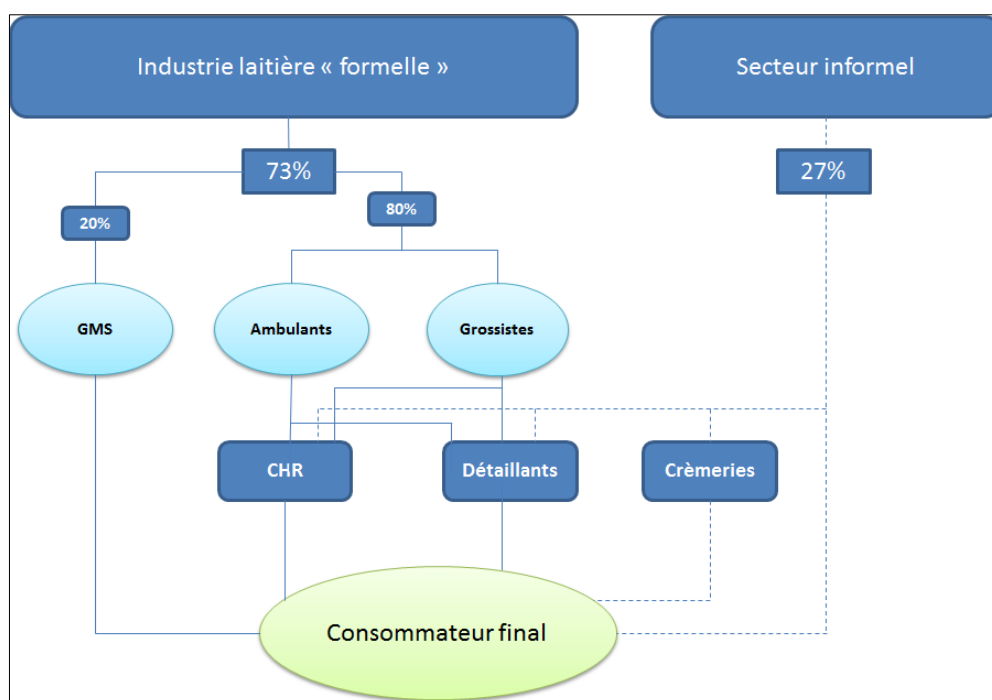 Industrie laitière « formelle »
Secteur informel
73%
27%
20%
80%
GMS
Ambulants
Grossistes
CHR
Détaillants
Crèmeries
Consommateur final